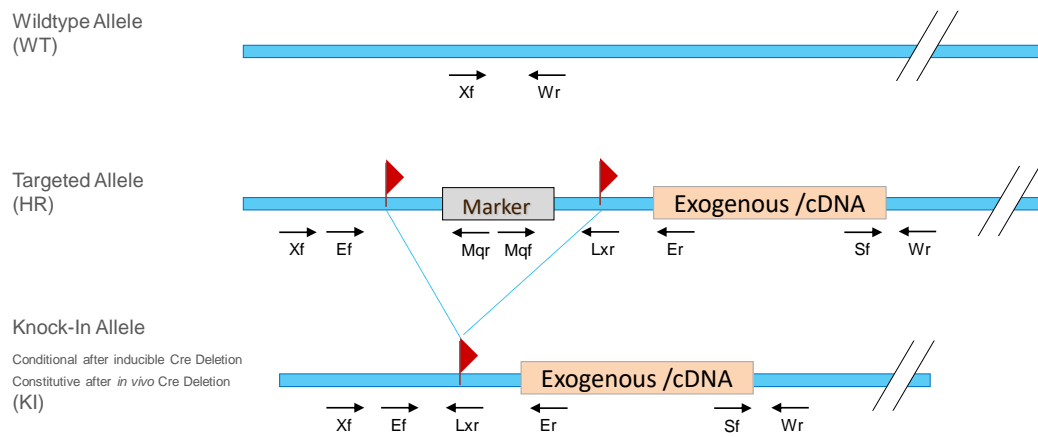 Wildtype Allele
(WT)
Xf Wr
Targeted Allele
(HR)
Marker Exogenous /cDNA
Xf Ef Mqr Mqf Lxr Er Sf Wr
Knock-In Allele
Conditional after inducible Cre Deletion
Constitutive after in vivo Cre Deletion
(KI)
Exogenous /cDNA
Xf Ef Lxr Er Sf Wr